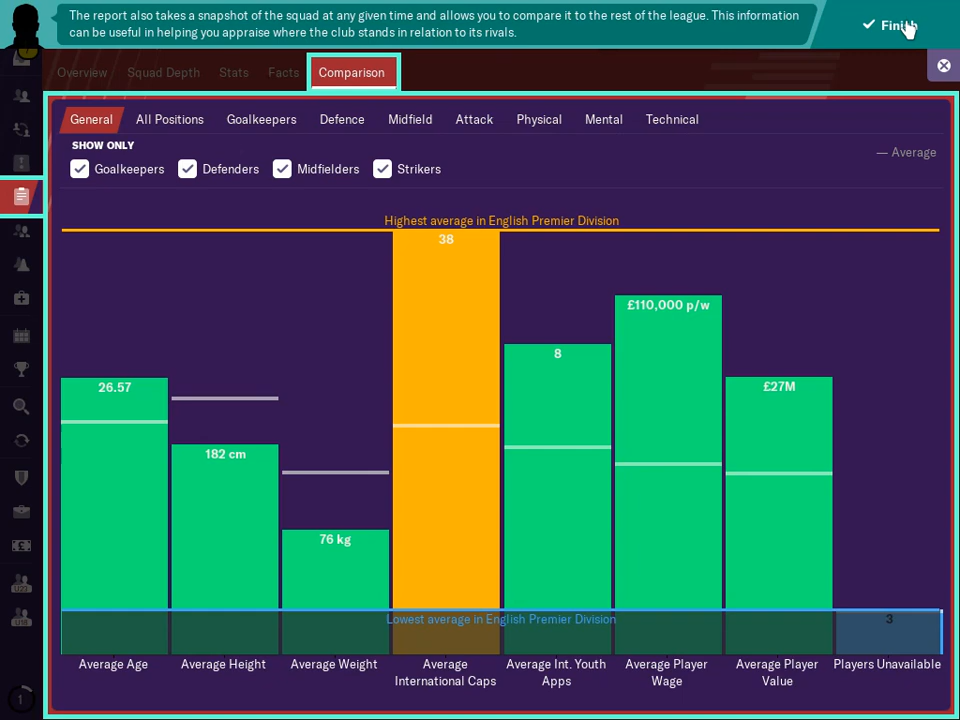 The report also takes a snapshot of the squad at any given time and allows you to compare it to the rest of the league. This information
can be useful in helping you appraise where the club stands in relation to its rivals.
Finish
Overview Squad Depth Stats Facts Comparison
General All Positions Goalkeepers Defence Midfield Attack Physical Mental Technical
SHOW ONLY
Goalkeepers Defenders Midfielders Strikers
— Average
Highest average in English Premier Division
38
£110,000 p/w
8
26.57
£27M
182 cm
76 kg
Lowest average in English Premier Division
3
Average Age Average Height Average Weight Average International Caps Average Int. Youth Apps Average Player Wage Average Player Value Players Unavailable
U23
U18
1